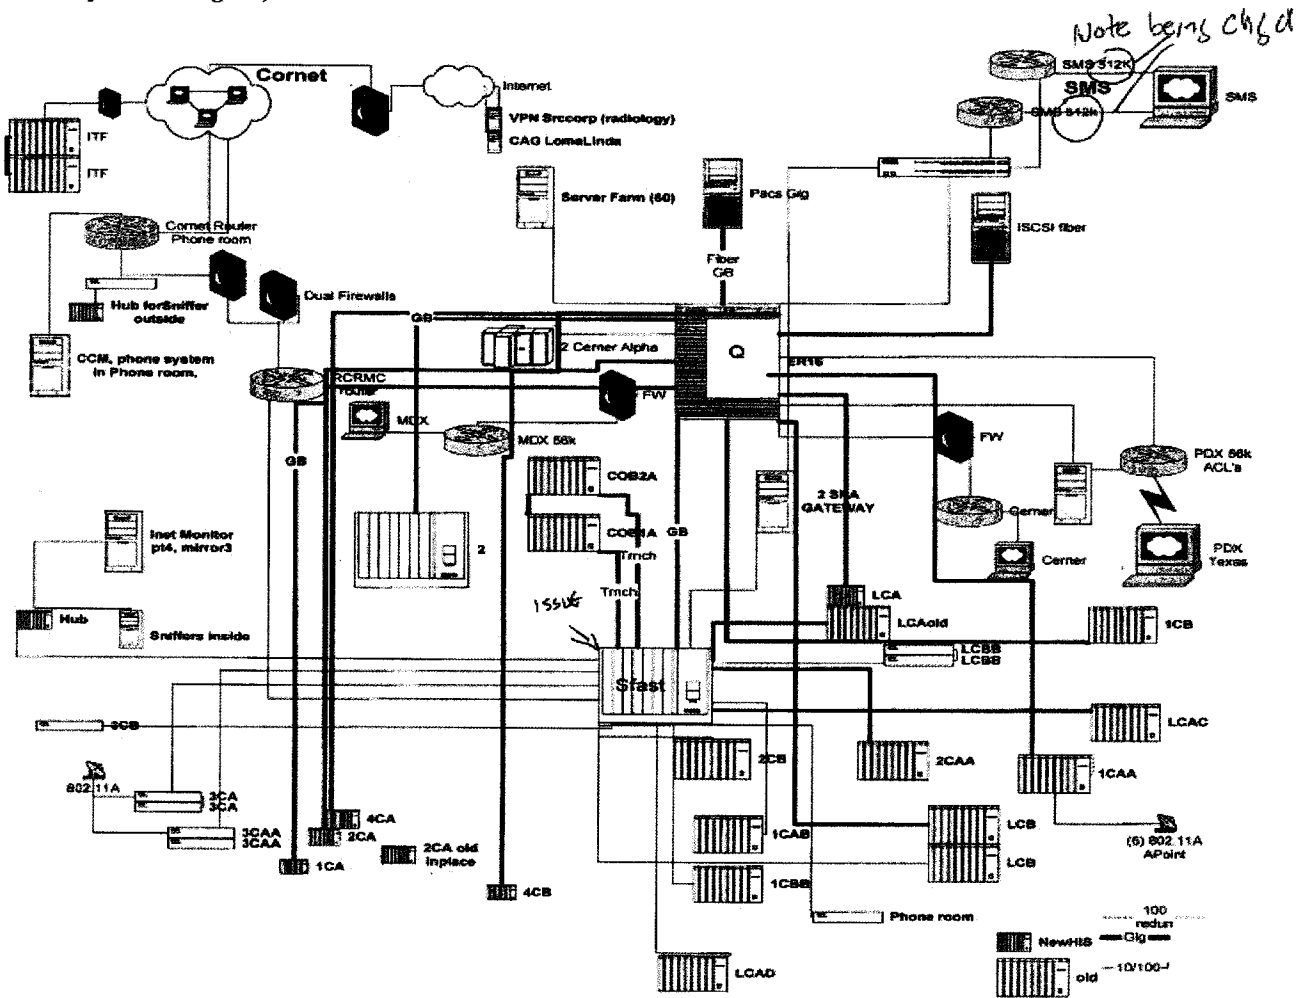 Note being chgd
Cornet
Internet
VPN Srccorp (radiology)
CAG LomaLinda
ITF
ITF
SMS 512K
SMS
SMS 512k
SMS
Server Farm (60)
Pacs Gig
ISCSI fiber
Cornet Router
Phone room
Fiber
GB
Hub forSniffer
outside
Dual Firewalls
GB
2 Cerner Alpha
Q
ER16
CCM, phone system
in Phone room.
RCRMC
router
FW
MDX
MDX 56k
FW
PDX 56k
ACL's
GB
COB2A
COB1A
2 SNA
GATEWAY
Cerner
Inet Monitor
pt4, mirror3
2
GB
Tmch
Tmch
Cerner
PDX
Texas
ISSUE
LCA
LCAold
1CB
Hub
Sniffers inside
LCBB
LCBB
Sfast
3CB
LCAC
2CB
2CAA
1CAA
802.11A
3CA
3CA
3CAA
3CAA
4CA
2CA
1CA
2CA old
inplace
4CB
1CAB
1CBB
LCB
LCB
(6) 802.11A
APoint
Phone room
LCAD
100
redun
NewHIS
Gig
old
10/100